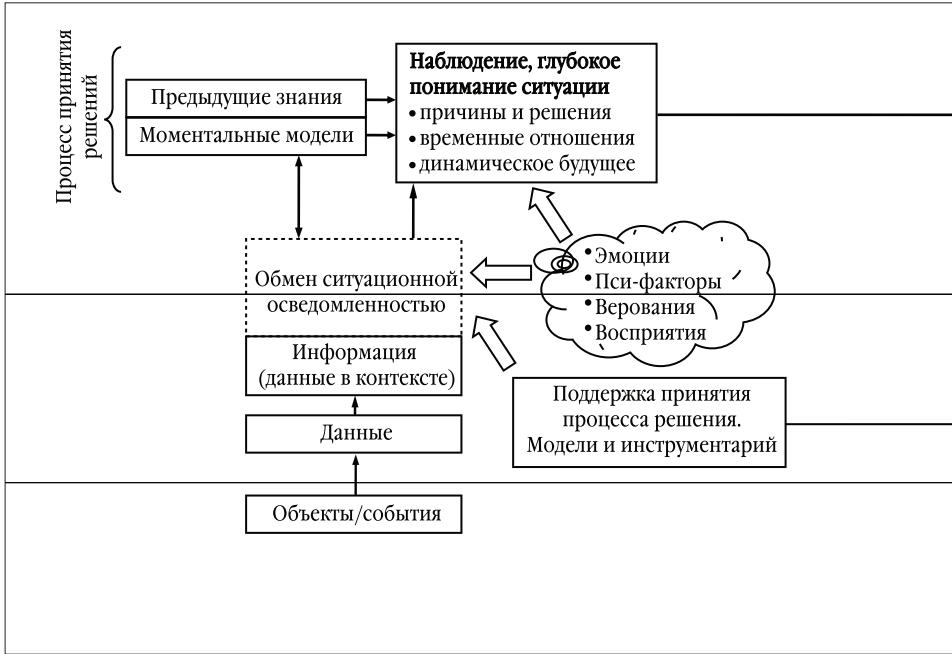 Процесс принятия
решений
Предыдущие знания
Моментальные модели
Наблюдение, глубокое
понимание ситуации
• причины и решения
• временные отношения
• динамическое будущее
Обмен ситуационной
осведомленностью
• Эмоции
• Пси-факторы
• Верования
• Восприятия
Информация
(данные в контексте)
Поддержка принятия
процесса решения.
Модели и инструментарий
Данные
Объекты/события